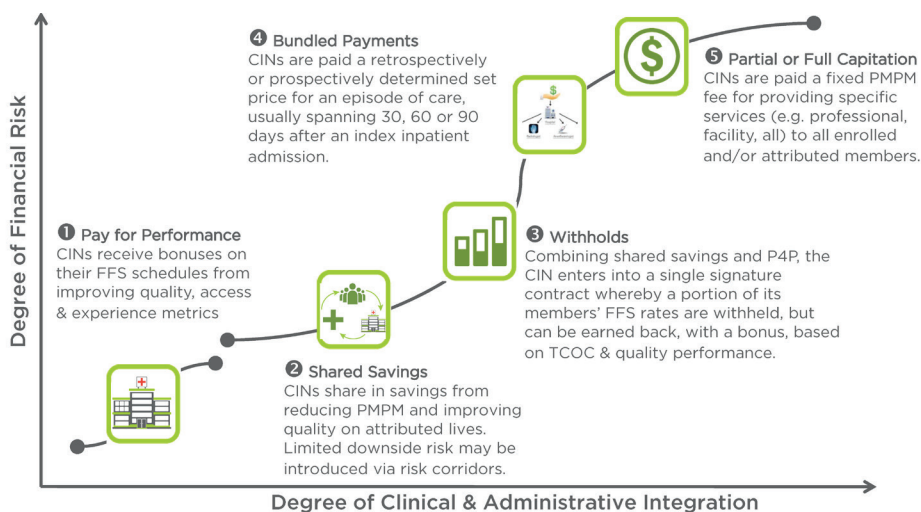 Degree of Financial Risk
❶ Pay for Performance
CINs receive bonuses on
their FFS schedules from
improving quality, access
& experience metrics
❷ Shared Savings
CINs share in savings from
reducing PMPM and improving
quality on attributed lives.
Limited downside risk may be
introduced via risk corridors.
❸ Withholds
Combining shared savings and P4P, the
CIN enters into a single signature
contract whereby a portion of its
members’ FFS rates are withheld, but
can be earned back, with a bonus, based
on TCOC & quality performance.
❹ Bundled Payments
CINs are paid a retrospectively
or prospectively determined set
price for an episode of care,
usually spanning 30, 60 or 90
days after an index inpatient
admission.
❺ Partial or Full Capitation
CINs are paid a fixed PMPM
fee for providing specific
services (e.g. professional,
facility, all) to all enrolled
and/or attributed members.
Degree of Clinical & Administrative Integration